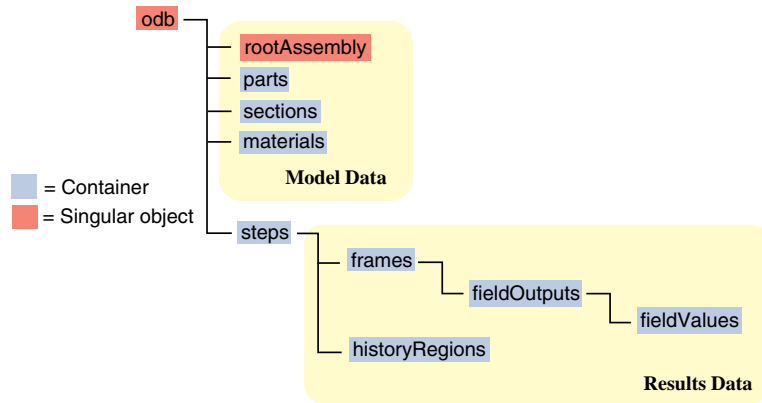 odb
rootAssembly
parts
sections
materials
Model Data
= Container
= Singular object
steps
frames
fieldOutputs
fieldValues
historyRegions
Results Data